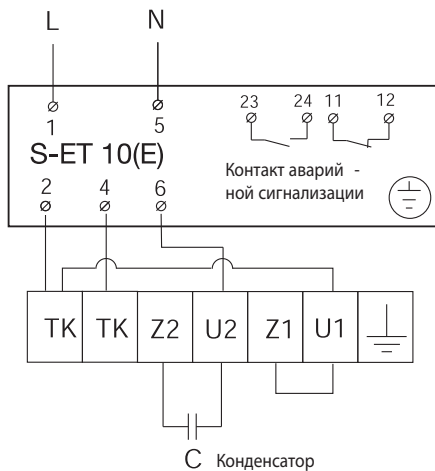 L N
23 24 11 12
1 5
S-ET 10(E)
Контакт аварий -
ной сигнализации
2 4 6
TK TK Z2 U2 Z1 U1
C Конденсатор